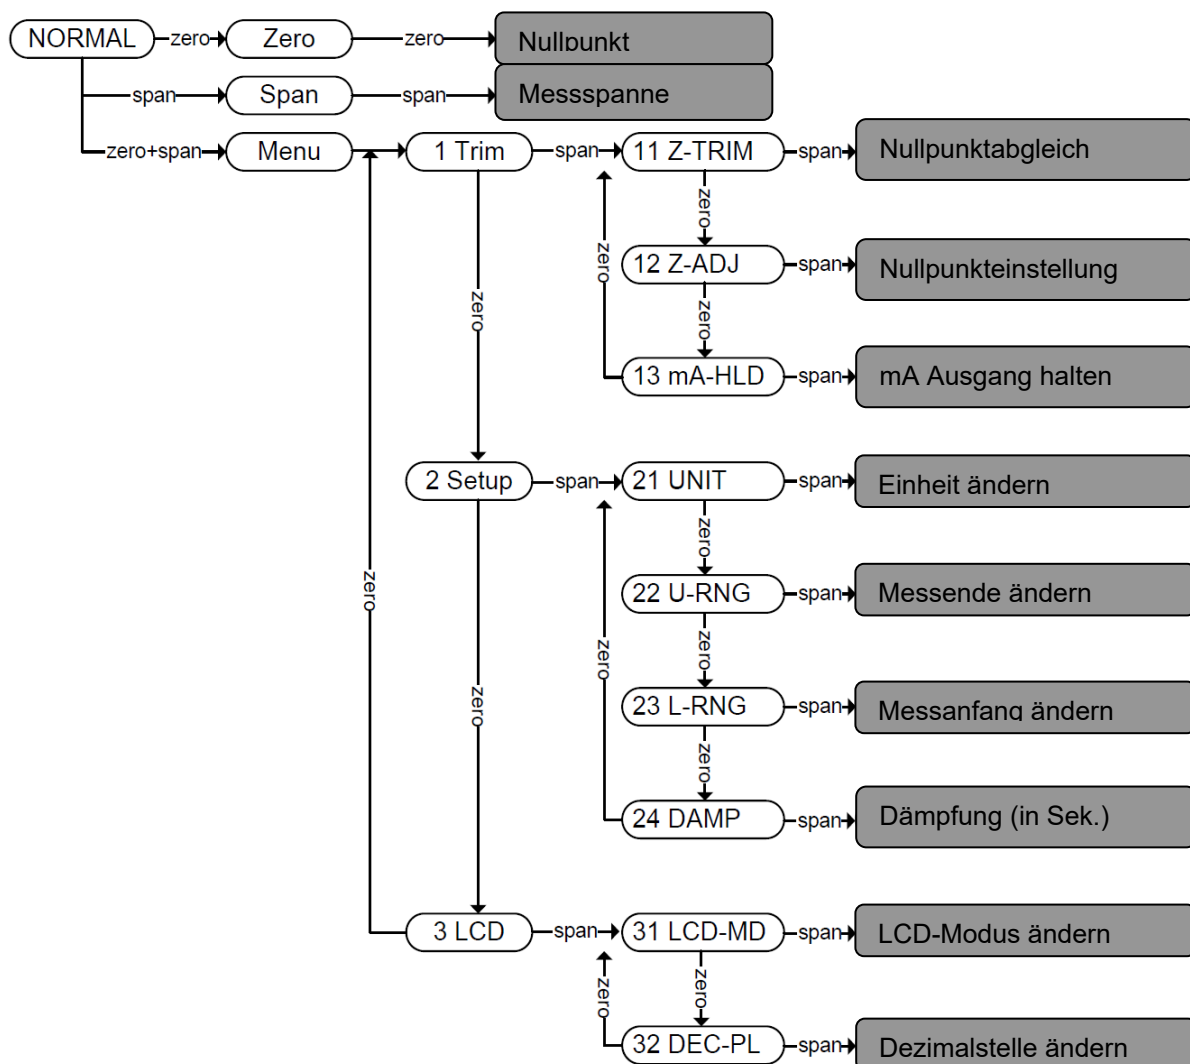 NORMAL zero Zero zero Nullpunkt
span Span span Messspanne
zero+span Menu 1 Trim span 11 Z-TRIM span Nullpunktabgleich
zero
zero 12 Z-ADJ span Nullpunkteinstellung
zero
zero
13 mA-HLD span mA Ausgang halten
2 Setup span 21 UNIT span Einheit ändern
zero
zero
22 U-RNG span Messende ändern
zero
zero
zero
23 L-RNG span Messanfang ändern
zero
24 DAMP span Dämpfung (in Sek.)
3 LCD span 31 LCD-MD span LCD-Modus ändern
zero
zero
32 DEC-PL span Dezimalstelle ändern